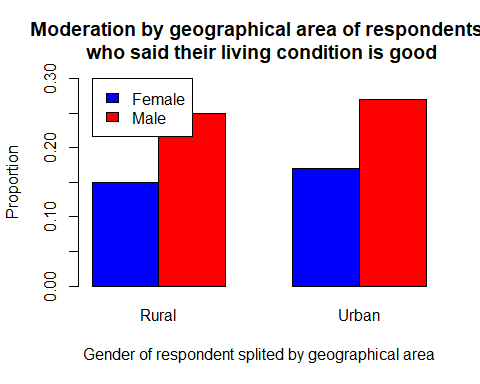 Moderation by geographical area of respondents
who said their living condition is good
Proportion
0.30
0.20
0.10
0.00
Female
Male
Rural
Urban
Gender of respondent splited by geographical area